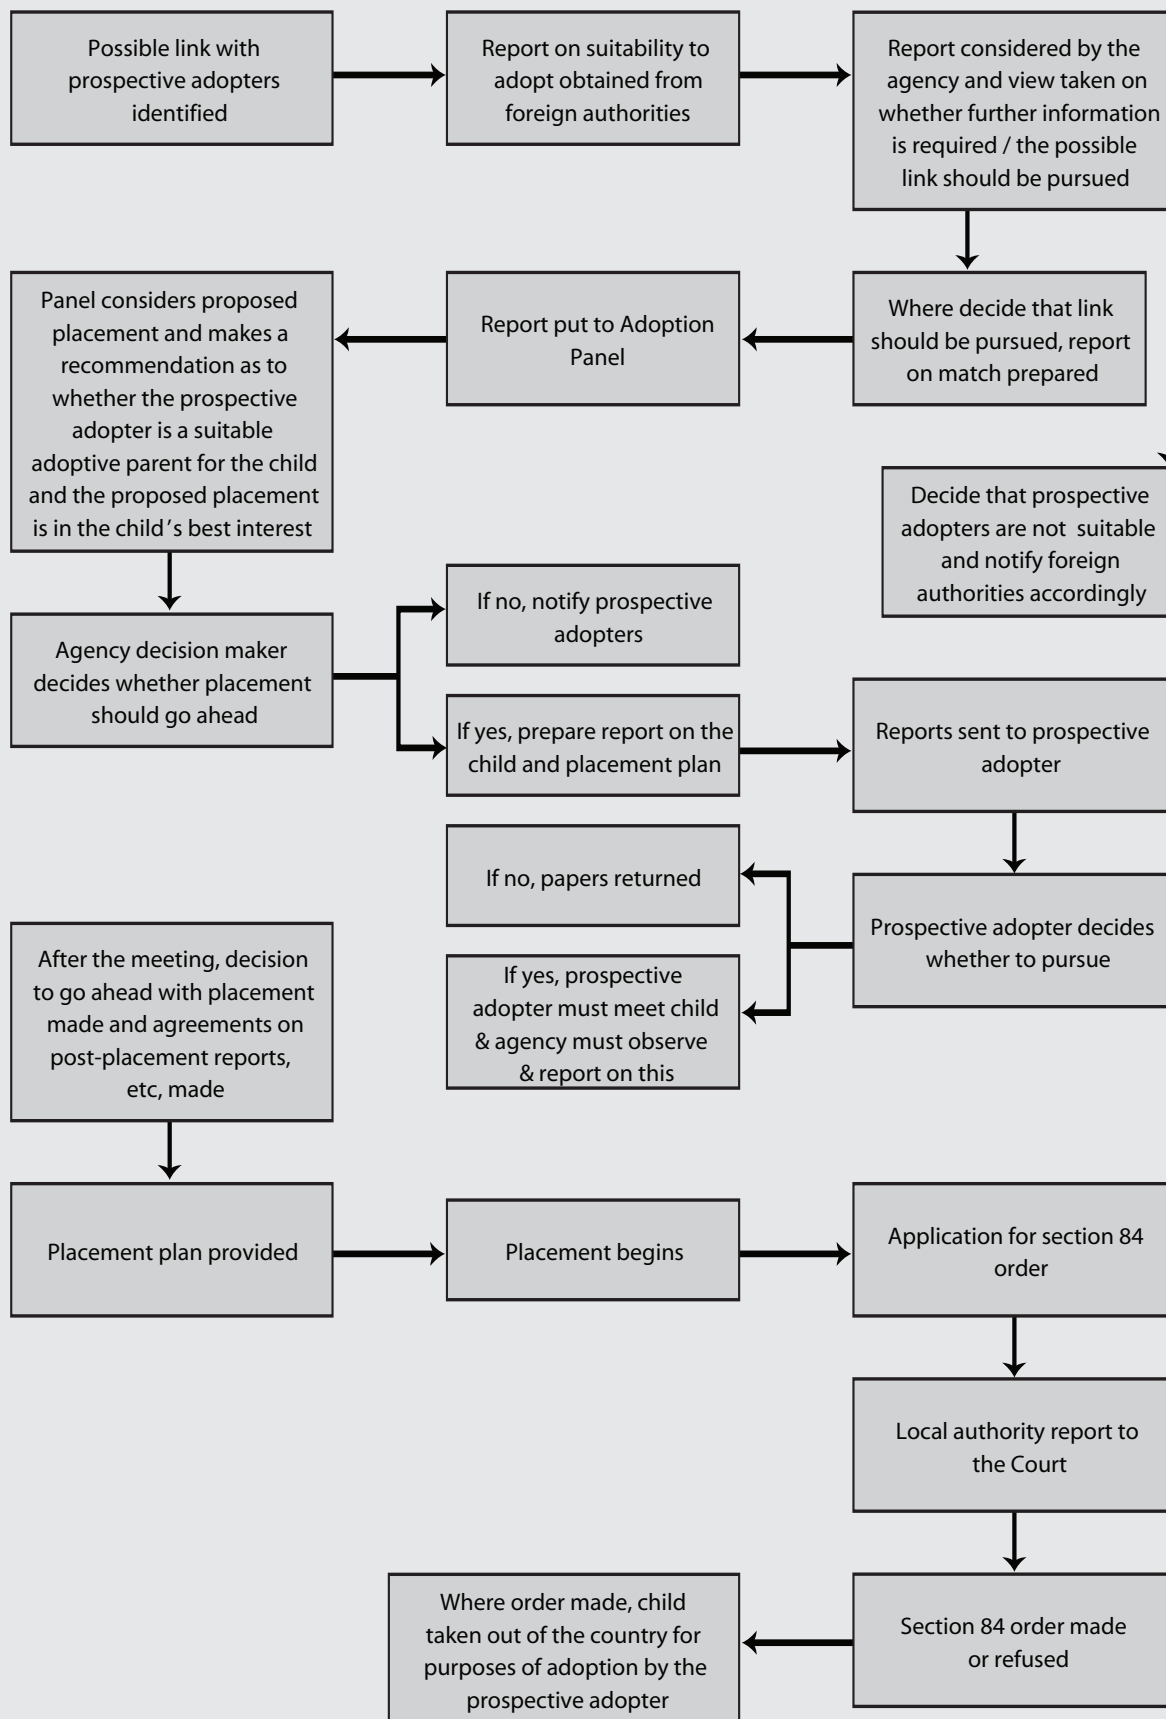 Possible link with
prospective adopters
identified
Report on suitability to
adopt obtained from
foreign authorities
Report considered by the
agency and view taken on
whether further information
is required / the possible
link should be pursued
Where decide that link
should be pursued, report
on match prepared
Report put to Adoption
Panel
Panel considers proposed
placement and makes a
recommendation as to
whether the prospective
adopter is a suitable
adoptive parent for the child
and the proposed placement
is in the child's best interest
Decide that prospective
adopters are not suitable
and notify foreign
authorities accordingly
Agency decision maker
decides whether placement
should go ahead
If no, notify prospective
adopters
If yes, prepare report on the
child and placement plan
Reports sent to prospective
adopter
Prospective adopter decides
whether to pursue
If no, papers returned
If yes, prospective
adopter must meet child
& agency must observe
& report on this
After the meeting, decision
to go ahead with placement
made and agreements on
post-placement reports,
etc, made
Placement plan provided
Placement begins
Application for section 84
order
Local authority report to
the Court
Section 84 order made
or refused
Where order made, child
taken out of the country for
purposes of adoption by the
prospective adopter